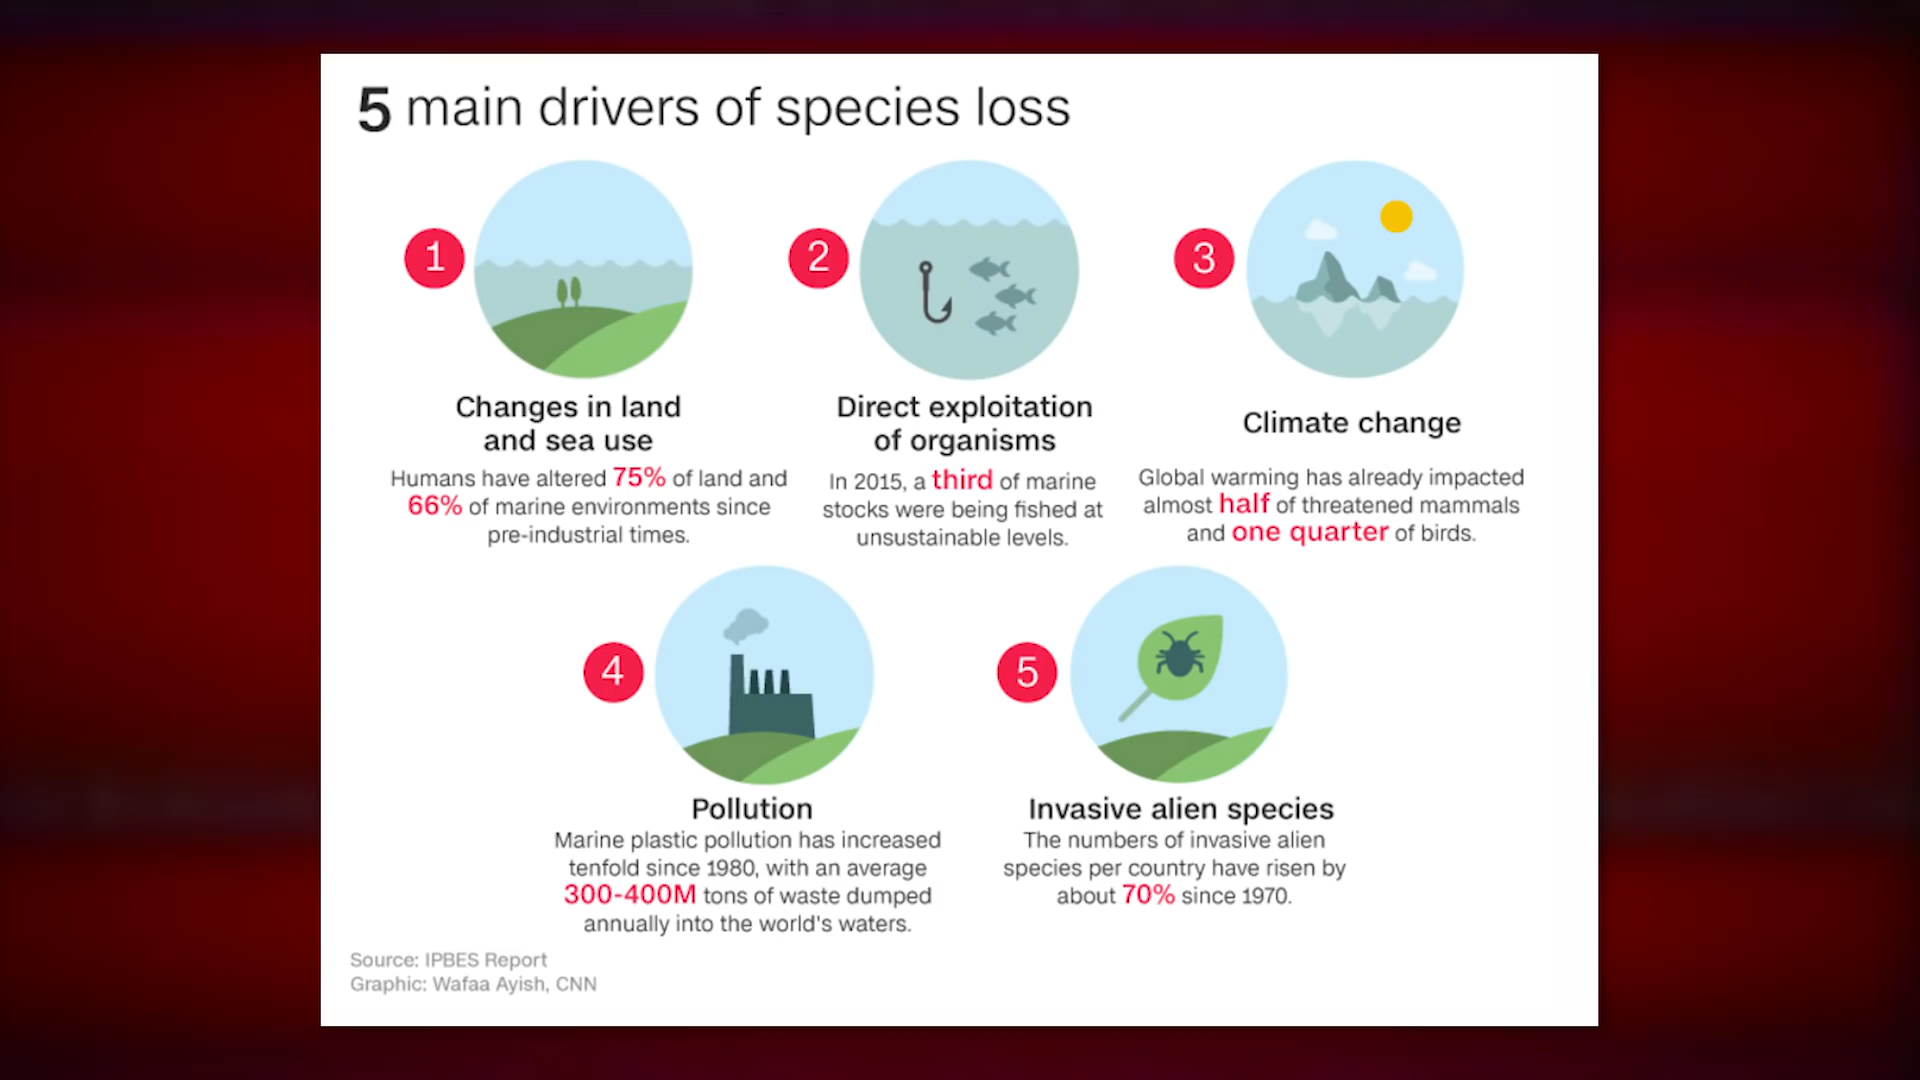 5 main drivers of species loss
1
Changes in land
and sea use
Humans have altered 75% of land and
66% of marine environments since
pre-industrial times.
2
Direct exploitation
of organisms
In 2015, a third of marine
stocks were being fished at
unsustainable levels.
3
Climate change
Global warming has already impacted
almost half of threatened mammals
and one quarter of birds.
4
Pollution
Marine plastic pollution has increased
tenfold since 1980, with an average
300-400M tons of waste dumped
annually into the world's waters.
5
Invasive alien species
The numbers of invasive alien
species per country have risen by
about 70% since 1970.
Source: IPBES Report
Graphic: Wafaa Ayish, CNN